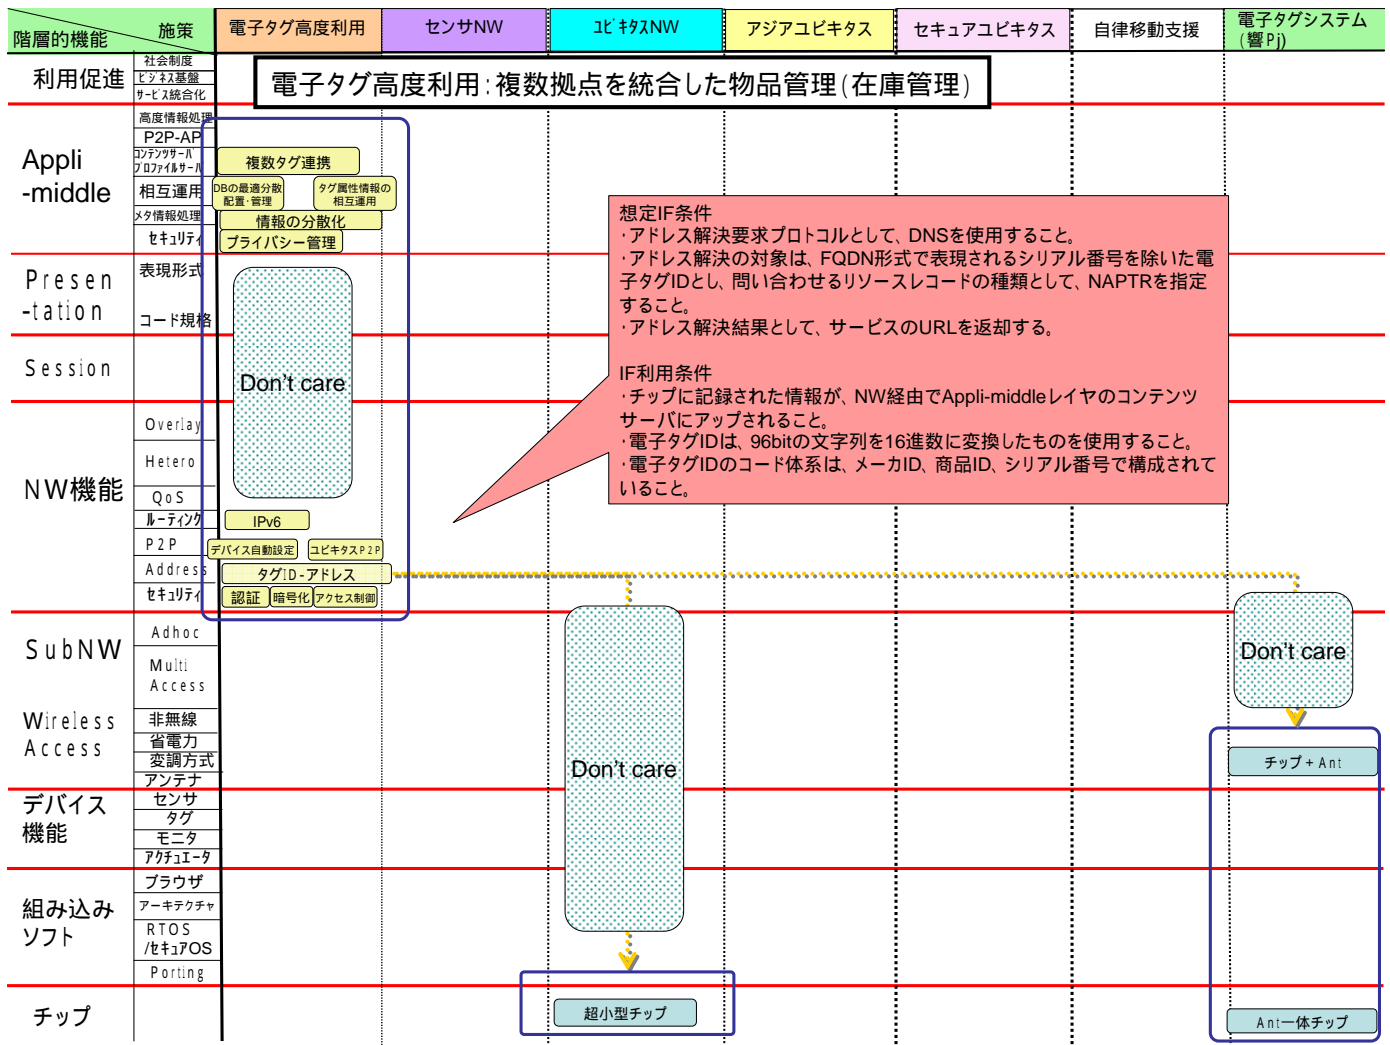 階層的機能
施策
電子タグ高度利用
センサNW
ﾕﾋﾞｷﾀｽNW
アジアユビキタス
セキュアユビキタス
自律移動支援
電子タグシステム
(響Pj)
電子タグ高度利用:複数拠点を統合した物品管理(在庫管理)
利用促進
社会制度
ﾋﾞｼﾞﾈｽ基盤
ｻｰﾋﾞｽ統合化
Appli
-middle
高度情報処理
P2P-AP
ｺﾝﾃﾝﾂｻｰﾊﾞ
ﾌﾟﾛﾌｧｲﾙｻｰﾊﾞ
相互運用
ﾒﾀ情報処理
ｾｷｭﾘﾃｨ
複数タグ連携
DBの最適分散
配置・管理
タグ属性情報の
相互運用
情報の分散化
プライバシー管理
Presen
-tation
表現形式
コード規格
Session
Don't care
NW機能
Overlay
Hetero
QoS
ﾙｰﾃｨﾝｸﾞ
P2P
Address
ｾｷｭﾘﾃｨ
IPv6
デバイス自動設定
ユビキタスP2P
タグID-アドレス
認証
暗号化
アクセス制御
想定IF条件
・アドレス解決要求プロトコルとして、DNSを使用すること。
・アドレス解決の対象は、FQDN形式で表現されるシリアル番号を除いた電
子タグIDとし、問い合わせるリソースレコードの種類として、NAPTRを指定
すること。
・アドレス解決結果として、サービスのURLを返却する。
IF利用条件
・チップに記録された情報が、NW経由でAppli-middleレイヤのコンテンツ
サーバにアップされること。
・電子タグIDは、96bitの文字列を16進数に変換したものを使用すること。
・電子タグIDのコード体系は、メーカID、商品ID、シリアル番号で構成されて
いること。
SubNW
Adhoc
Multi
Access
Don't care
Wireless
Access
非無線
省電力
変調方式
アンテナ
Don't care
チップ+Ant
デバイス
機能
センサ
タグ
モニタ
ｱｸﾁｭｴｰﾀ
組み込み
ソフト
ブラウザ
アーキテクチャ
RTOS
/ｾｷｭｱOS
Porting
チップ
超小型チップ
Ant一体チップ